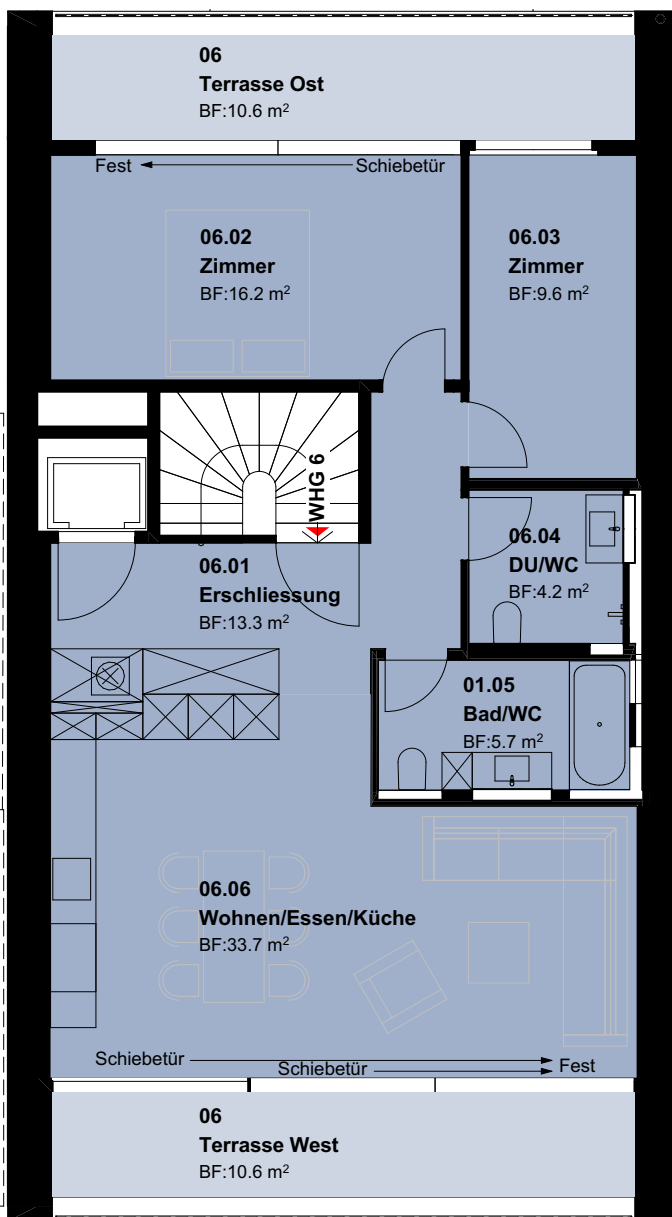 06
Terrasse Ost
BF:10.6 m²
Fest
Schiebetür
06.02
Zimmer
BF:16.2 m²
06.03
Zimmer
BF:9.6 m²
WHG 6
06.01
Erschliessung
BF:13.3 m²
06.04
DU/WC
BF:4.2 m²
01.05
Bad/WC
BF:5.7 m²
06.06
Wohnen/Essen/Küche
BF:33.7 m²
Schiebetür
Schiebetür
Fest
06
Terrasse West
BF:10.6 m²